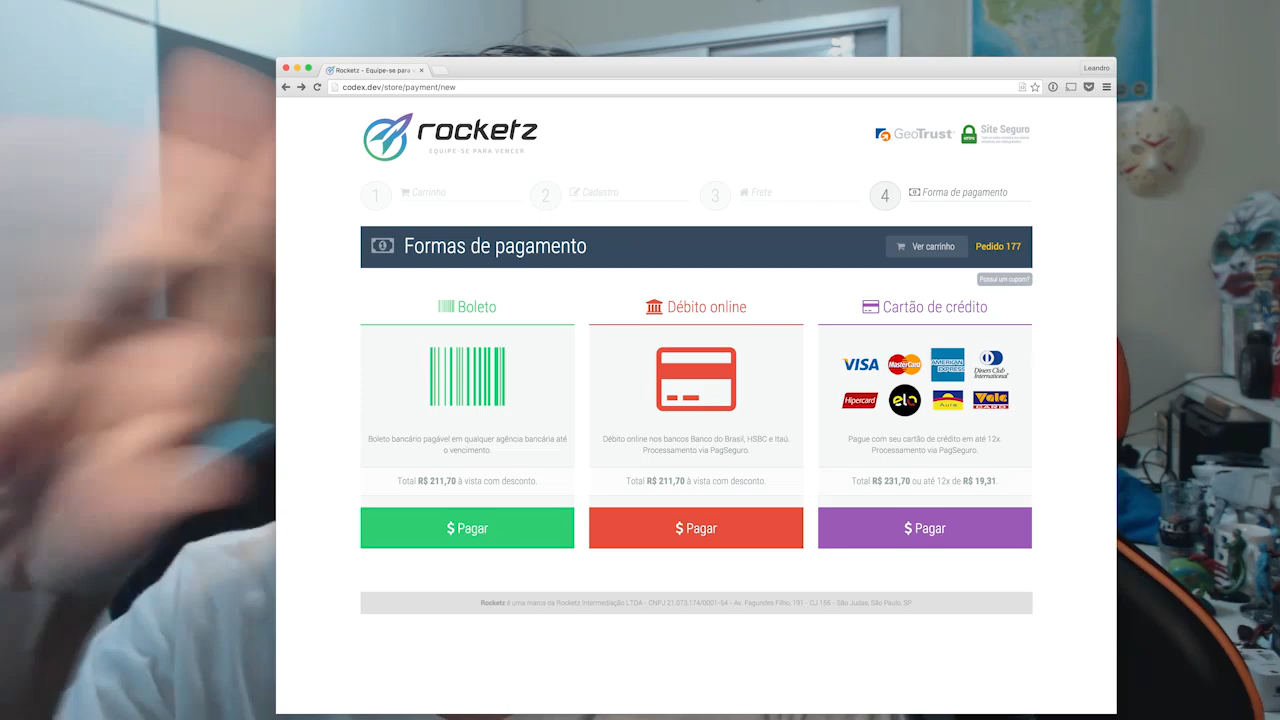 Rocketz - Equipe-se para v
Leandro
codex.dev/store/payment/new
rocketz
EQUIPE-SE PARA VENCER
GeoTrust
Site Seguro
1 Carrinho
2 Cadastro
3 Frete
4 Forma de pagamento
Formas de pagamento
Ver carrinho
Pedido 177
Possui um cupom?
Boleto
Débito online
Cartão de crédito
VISA
MasterCard
AMERICAN EXPRESS
Diners Club International
Hipercard
elo
Aura
Vale CARD
Boleto bancário pagável em qualquer agência bancária até
o vencimento.
Débito online nos bancos Banco do Brasil, HSBC e Itaú.
Processamento via PagSeguro.
Pague com seu cartão de crédito em até 12x.
Processamento via PagSeguro.
Total R$ 211,70 à vista com desconto.
Total R$ 211,70 à vista com desconto.
Total R$ 231,70 ou até 12x de R$ 19,31.
$ Pagar
$ Pagar
$ Pagar
Rocketz é uma marca da Rocketz Intermediação LTDA - CNPJ 21.073.174/0001-64 - Av. Fagundes Filho, 191 - CJ 156 - São Judas, São Paulo, SP